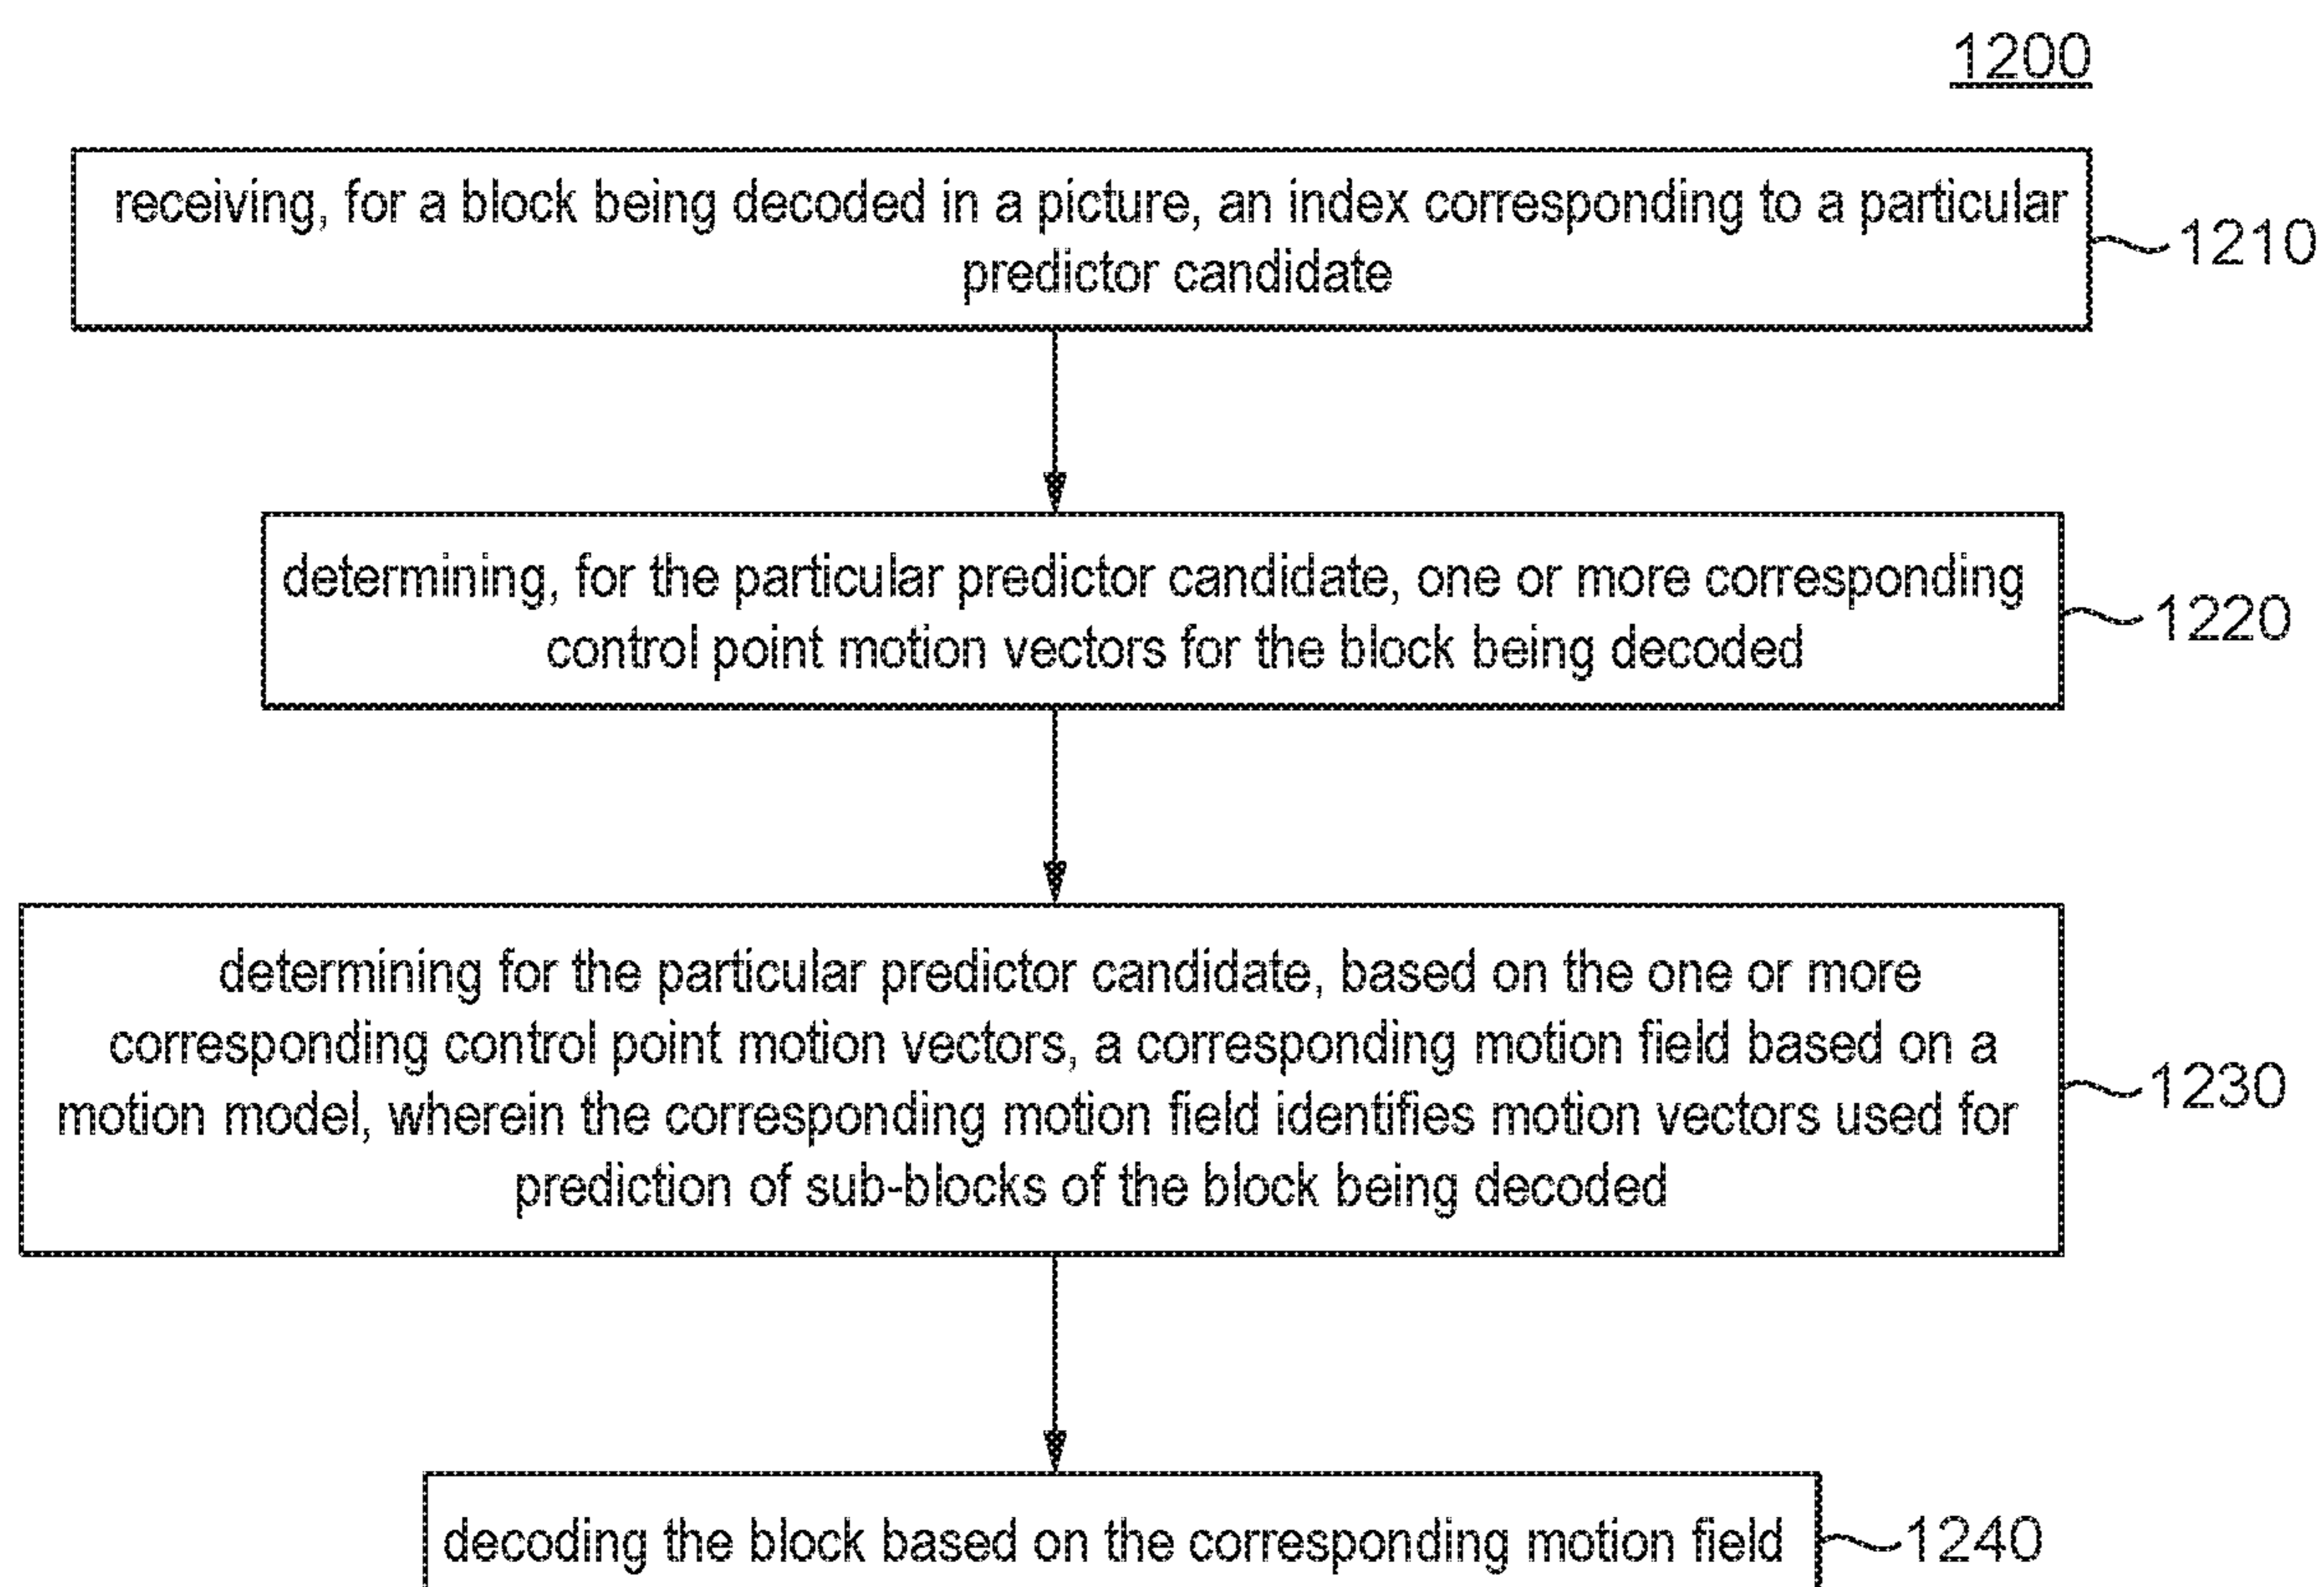 1200
receiving, for a block being decoded in a picture, an index corresponding to a particular
predictor candidate
1210
determining, for the particular predictor candidate, one or more corresponding
control point motion vectors for the block being decoded
1220
determining for the particular predictor candidate, based on the one or more
corresponding control point motion vectors, a corresponding motion field based on a
motion model, wherein the corresponding motion field identifies motion vectors used for
prediction of sub-blocks of the block being decoded
1230
decoding the block based on the corresponding motion field
1240